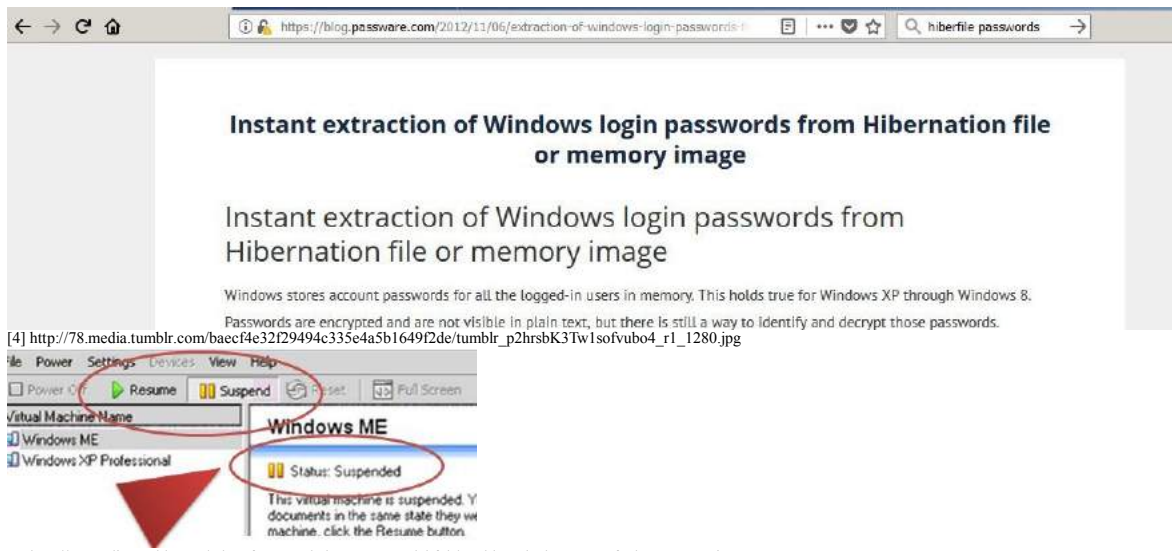 https://blog.passware.com/2012/11/06/extraction-of-windows-login-passwords-f
hiberfile passwords
Instant extraction of Windows login passwords from Hibernation file
or memory image
Instant extraction of Windows login passwords from
Hibernation file or memory image
Windows stores account passwords for all the logged-in users in memory. This holds true for Windows XP through Windows 8.
Passwords are encrypted and are not visible in plain text, but there is still a way to identify and decrypt those passwords.
[4] http://78.media.tumblr.com/baecf4e32f29494c335e4a5b1649f2de/tumblr_p2hrsbK3Tw1sofvubo4_r1_1280.jpg
File Power Settings Devices View Help
Power Off Resume Suspend Reset Full Screen
Virtual Machine Name
Windows ME
Windows XP Professional
Windows ME
Status: Suspended
This virtual machine is suspended. Y
documents in the same state they we
machine, click the Resume button